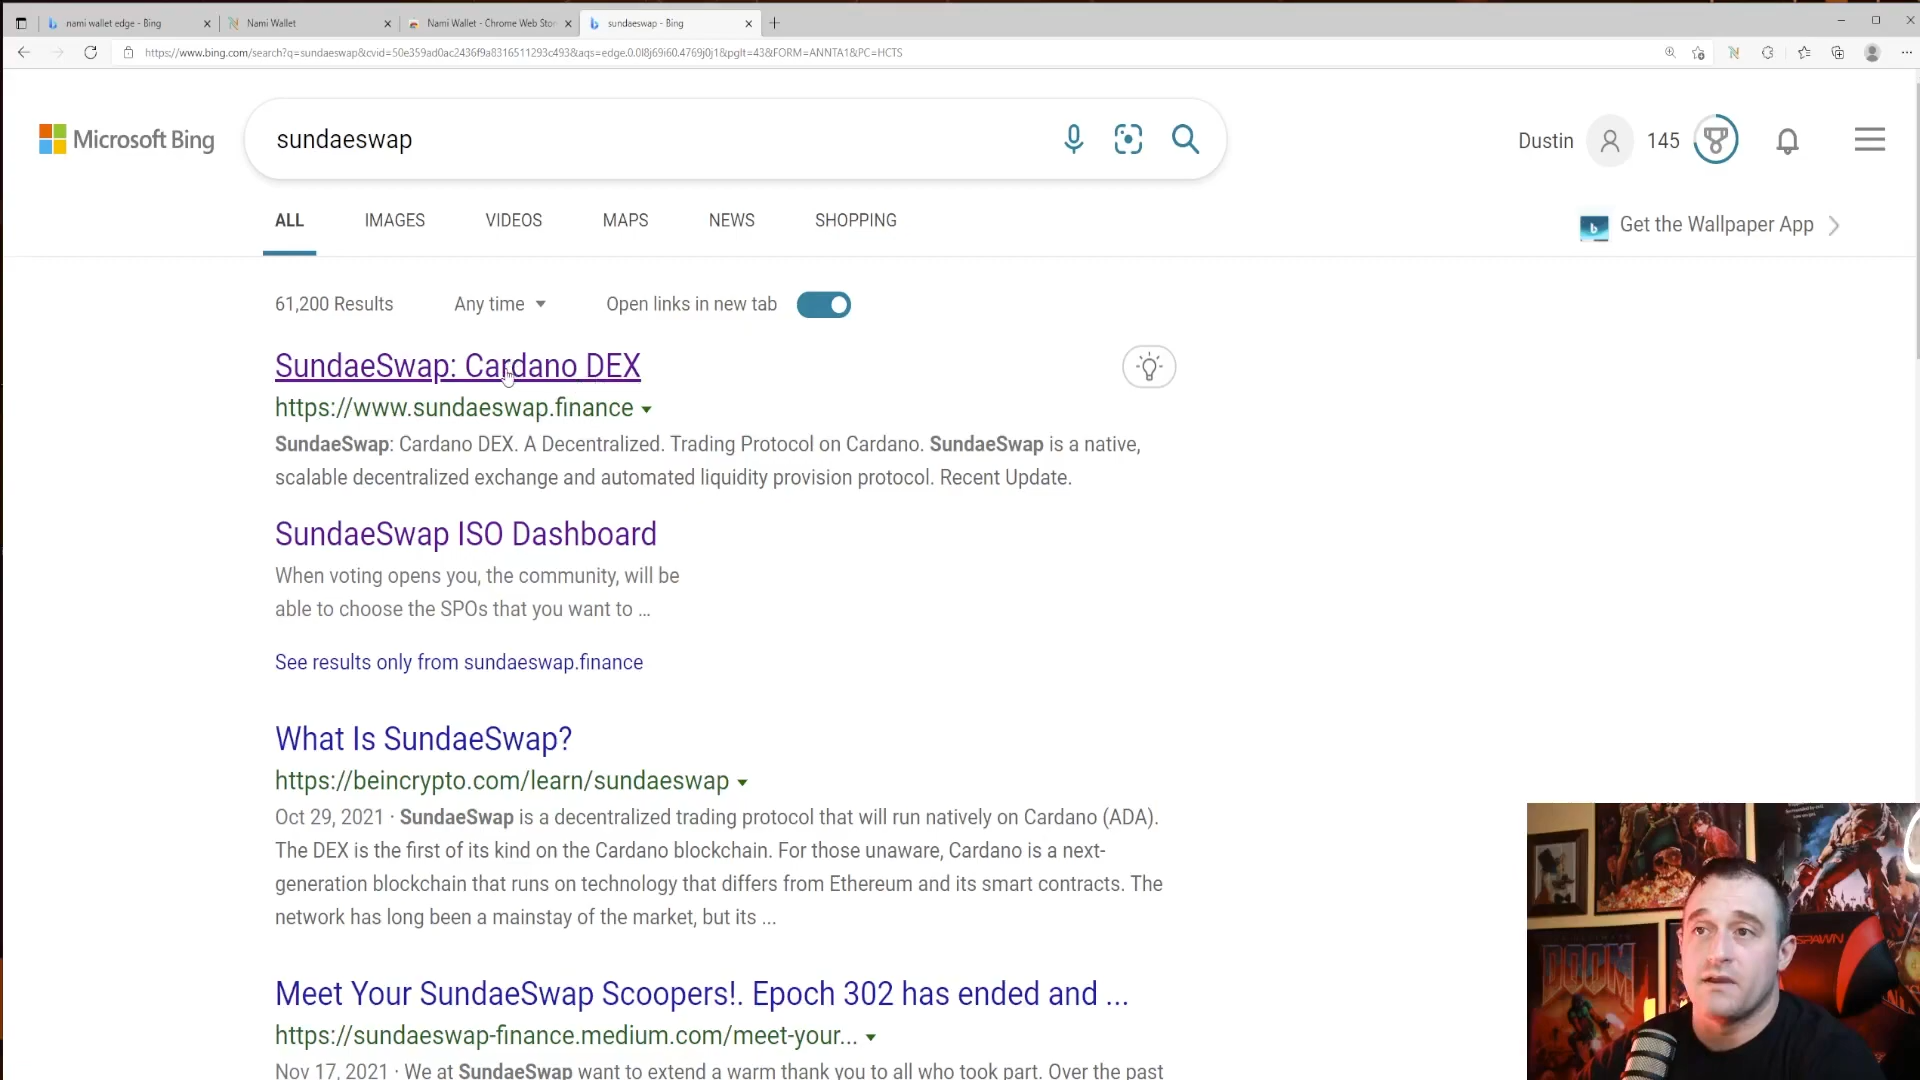 nami wallet edge - Bing
Nami Wallet
Nami Wallet - Chrome Web Stor
sundaeswap - Bing
https://www.bing.com/search?q=sundaeswap&cvid=50e359ad0ac2436f9a8316511293c493&aqs=edge.0.0l8j69i60.4769j0j1&pglt=43&FORM=ANNTA1&PC=HCTS
Microsoft Bing
sundaeswap
Dustin
145
ALL IMAGES VIDEOS MAPS NEWS SHOPPING
Get the Wallpaper App
61,200 Results Any time Open links in new tab
SundaeSwap: Cardano DEX
https://www.sundaeswap.finance
SundaeSwap: Cardano DEX. A Decentralized. Trading Protocol on Cardano. SundaeSwap is a native,
scalable decentralized exchange and automated liquidity provision protocol. Recent Update.
SundaeSwap ISO Dashboard
When voting opens you, the community, will be
able to choose the SPOs that you want to ...
See results only from sundaeswap.finance
What Is SundaeSwap?
https://beincrypto.com/learn/sundaeswap
Oct 29, 2021 · SundaeSwap is a decentralized trading protocol that will run natively on Cardano (ADA).
The DEX is the first of its kind on the Cardano blockchain. For those unaware, Cardano is a next-
generation blockchain that runs on technology that differs from Ethereum and its smart contracts. The
network has long been a mainstay of the market, but its ...
Meet Your SundaeSwap Scoopers!. Epoch 302 has ended and ...
https://sundaeswap-finance.medium.com/meet-your...
Nov 17, 2021 · We at SundaeSwap want to extend a warm thank you to all who took part. Over the past
DOOM
SPAWN